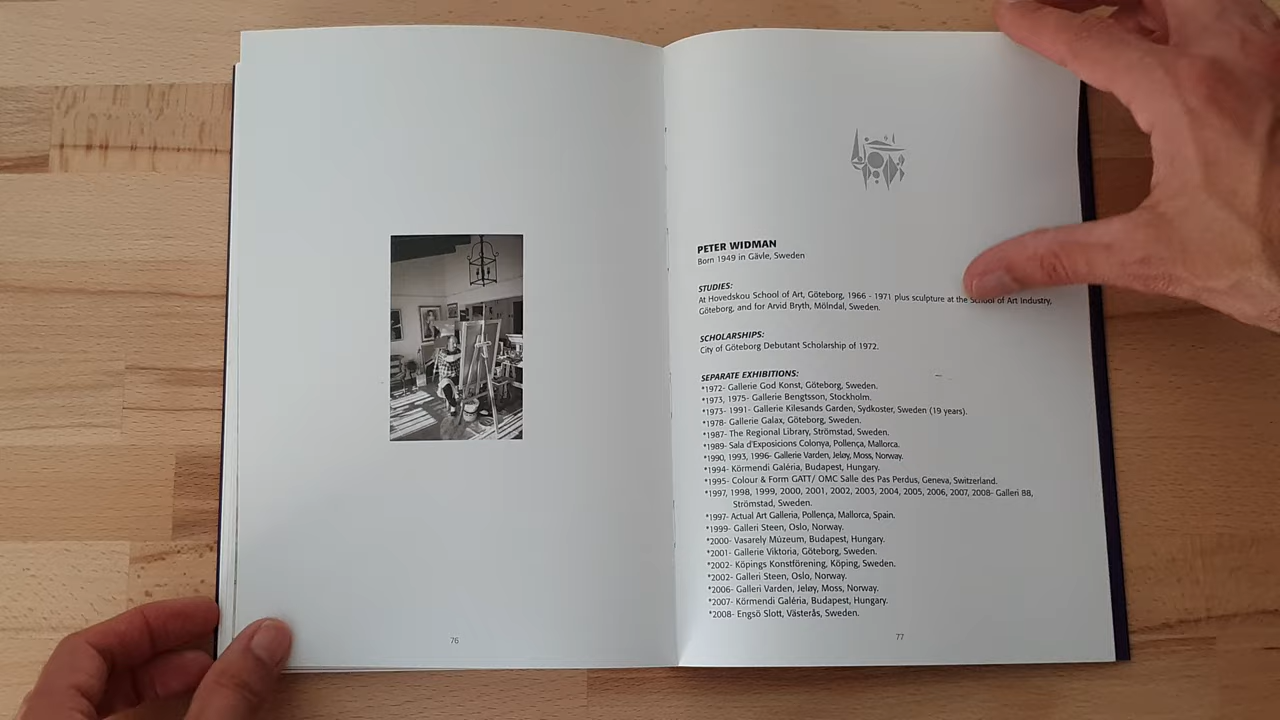 PETER WIDMAN
Born 1949 in Gävle, Sweden
STUDIES:
At Hovedskou School of Art, Göteborg, 1966 - 1971 plus sculpture at the School of Art Industry,
Göteborg, and for Arvid Bryth, Mölndal, Sweden.
SCHOLARSHIPS:
City of Göteborg Debutant Scholarship of 1972.
SEPARATE EXHIBITIONS:
*1972- Gallerie God Konst, Göteborg, Sweden.
*1973, 1975- Gallerie Bengtsson, Stockholm.
*1973- 1991- Gallerie Kilesands Garden, Sydkoster, Sweden (19 years).
*1978- Gallerie Galax, Göteborg, Sweden.
*1987- The Regional Library, Strömstad, Sweden.
*1989- Sala d'Exposicions Colonya, Pollença, Mallorca.
*1990, 1993, 1996- Gallerie Varden, Jeløy, Moss, Norway.
*1994- Körmendi Galéria, Budapest, Hungary.
*1995- Colour & Form GATT/ OMC Salle des Pas Perdus, Geneva, Switzerland.
*1997, 1998, 1999, 2000, 2001, 2002, 2003, 2004, 2005, 2006, 2007, 2008- Galleri BB,
Strömstad, Sweden.
*1997- Actual Art Galleria, Pollença, Mallorca, Spain.
*1999- Galleri Steen, Oslo, Norway.
*2000- Vasarely Múzeum, Budapest, Hungary.
*2001- Gallerie Viktoria, Göteborg, Sweden.
*2002- Köpings Konstförening, Köping, Sweden.
*2002- Galleri Steen, Oslo, Norway.
*2006- Galleri Varden, Jeløy, Moss, Norway.
*2007- Körmendi Galéria, Budapest, Hungary.
*2008- Engsö Slott, Västerås, Sweden.
76
77